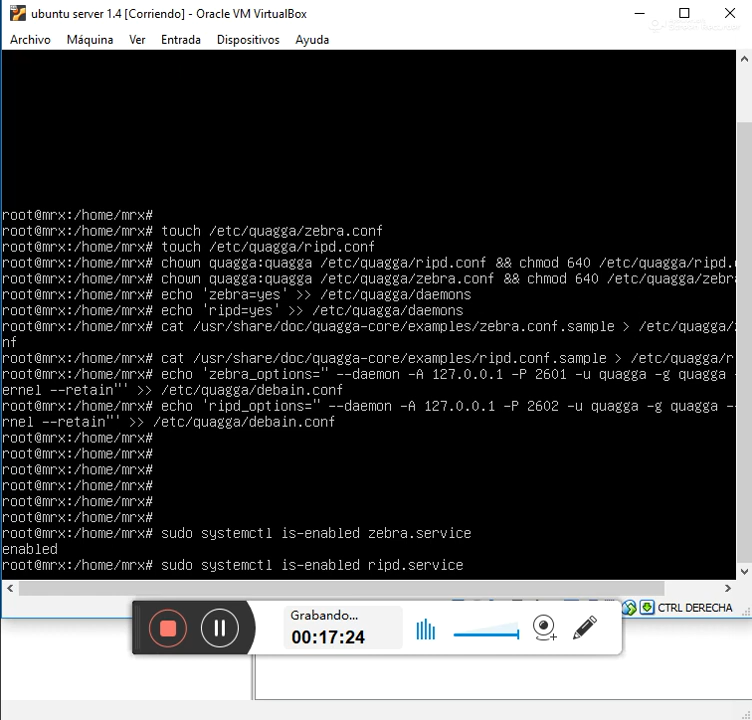 ubuntu server 1.4 [Corriendo] - Oracle VM VirtualBox
Archivo Máquina Ver Entrada Dispositivos Ayuda
root@mrx:/home/mrx#
root@mrx:/home/mrx# touch /etc/quagga/zebra.conf
root@mrx:/home/mrx# touch /etc/quagga/ripd.conf
root@mrx:/home/mrx# chown quagga:quagga /etc/quagga/ripd.conf && chmod 640 /etc/quagga/ripd.
root@mrx:/home/mrx# chown quagga:quagga /etc/quagga/zebra.conf && chmod 640 /etc/quagga/zebr
root@mrx:/home/mrx# echo 'zebra=yes' >> /etc/quagga/daemons
root@mrx:/home/mrx# echo 'ripd=yes' >> /etc/quagga/daemons
root@mrx:/home/mrx# cat /usr/share/doc/quagga-core/examples/zebra.conf.sample > /etc/quagga/
nf
root@mrx:/home/mrx# cat /usr/share/doc/quagga-core/examples/ripd.conf.sample > /etc/quagga/r
root@mrx:/home/mrx# echo 'zebra_options=" --daemon -A 127.0.0.1 -P 2601 -u quagga -g quagga -
ernel --retain"' >> /etc/quagga/debain.conf
root@mrx:/home/mrx# echo 'ripd_options=" --daemon -A 127.0.0.1 -P 2602 -u quagga -g quagga --
rnel --retain"' >> /etc/quagga/debain.conf
root@mrx:/home/mrx#
root@mrx:/home/mrx#
root@mrx:/home/mrx#
root@mrx:/home/mrx#
root@mrx:/home/mrx#
root@mrx:/home/mrx#
root@mrx:/home/mrx# sudo systemctl is-enabled zebra.service
enabled
root@mrx:/home/mrx# sudo systemctl is-enabled ripd.service
CTRL DERECHA
Grabando...
00:17:24